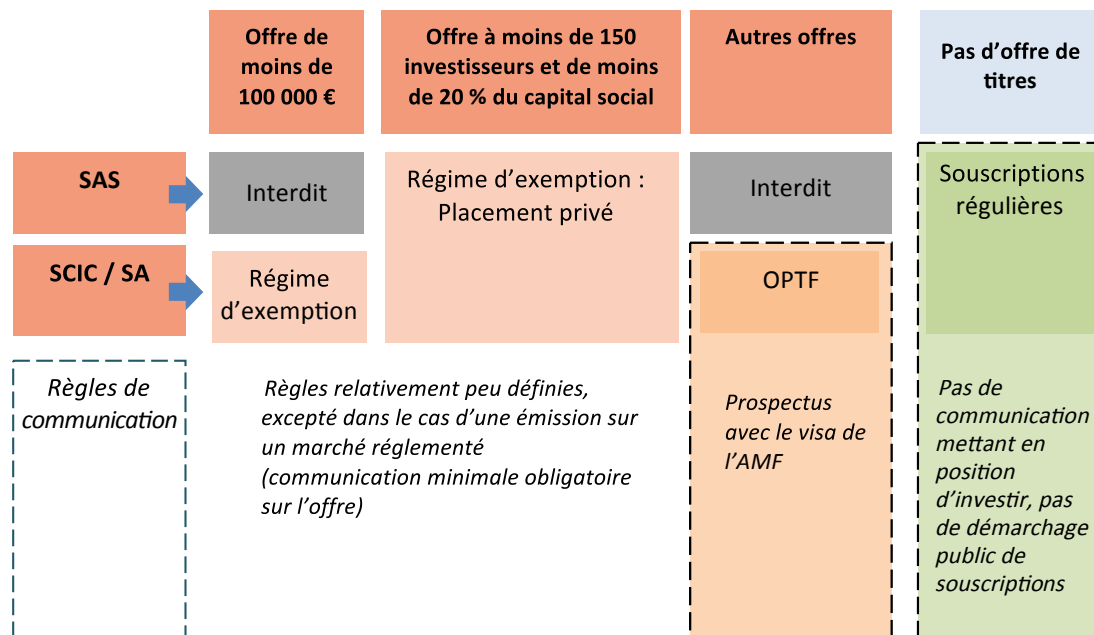 Offre de
moins de
100 000 €
Offre à moins de 150
investisseurs et de moins
de 20 % du capital social
Autres offres
Pas d’offre de
titres
SAS
Interdit
Régime d’exemption :
Placement privé
Interdit
Souscriptions
régulières
SCIC / SA
Régime
d’exemption
OPTF
Règles de
communication
Règles relativement peu définies,
excepté dans le cas d’une émission sur
un marché réglementé
(communication minimale obligatoire
sur l’offre)
Prospectus
avec le visa de
l’AMF
Pas de
communication
mettant en
position
d’investir, pas
de démarchage
public de
souscriptions